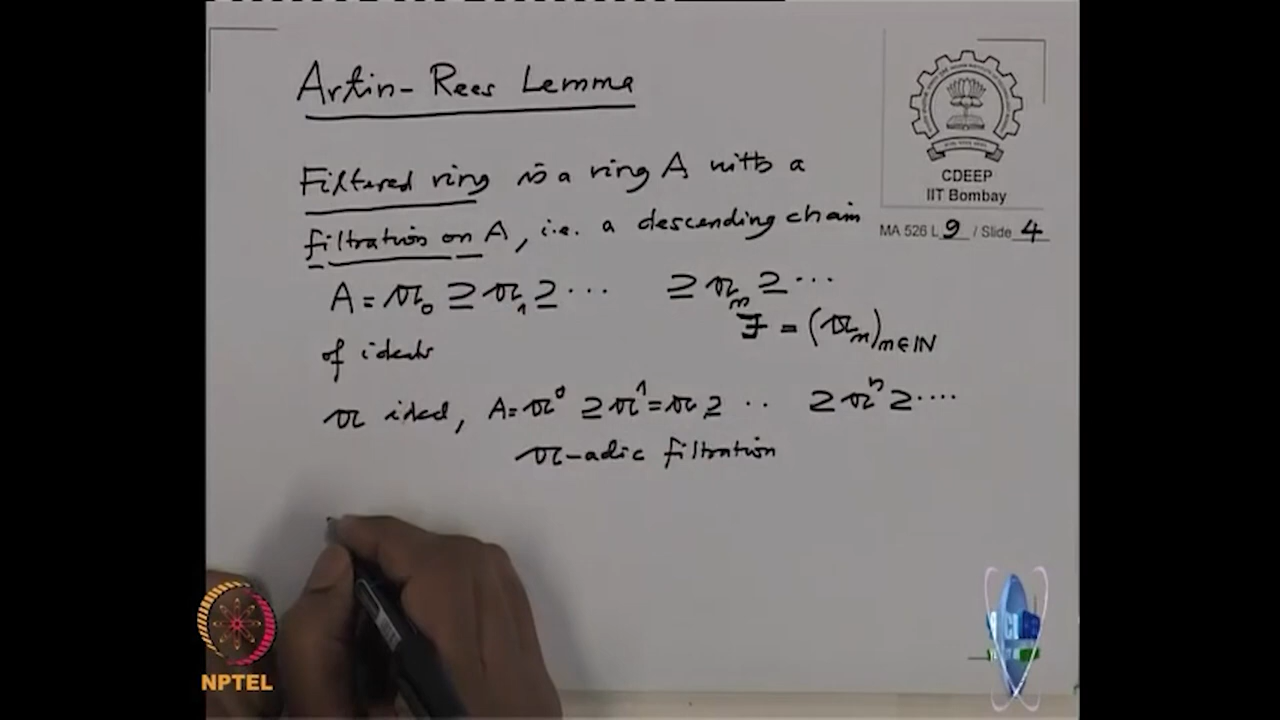 Artin-Rees Lemma
Filtered ring is a ring A with a
filtration on A, i.e. a descending chain
A = 𝔞₀ ⊇ 𝔞₁ ⊇ ··· ⊇ 𝔞ₙ ⊇ ···
ℱ = (𝔞ₙ)ₙ∈ℕ
of ideals
𝔞 ideal, A = 𝔞⁰ ⊇ 𝔞¹ = 𝔞 ⊇ ·· ⊇ 𝔞ⁿ ⊇ ····
𝔞-adic filtration
CDEEP
IIT Bombay
MA 526 L 9 / Slide 4
NPTEL